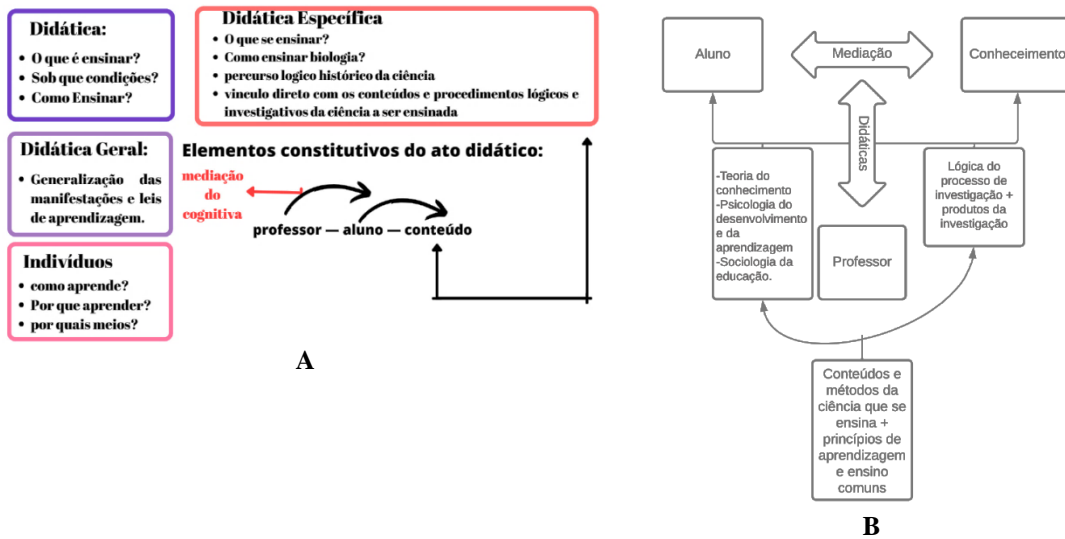 Didática:
• O que é ensinar?
• Sob que condições?
• Como Ensinar?
Didática Específica
• O que se ensinar?
• Como ensinar biologia?
• percurso logico histórico da ciência
• vinculo direto com os conteúdos e procedimentos lógicos e
investigativos da ciência a ser ensinada
Didática Geral:
• Generalização das
manifestações e leis
de aprendizagem.
Elementos constitutivos do ato didático:
mediação
do
cognitiva
professor — aluno — conteúdo
Indivíduos
• como aprende?
• Por que aprender?
• por quais meios?
A
Aluno
Mediação
Conheceimento
Didáticas
-Teoria do
conhecimento
-Psicologia do
desenvolvimento
e da
aprendizagem
-Sociologia da
educação.
Professor
Lógica do
processo de
investigação +
produtos da
investigação
Conteúdos e
métodos da
ciência que se
ensina +
princípios de
aprendizagem
e ensino
comuns
B